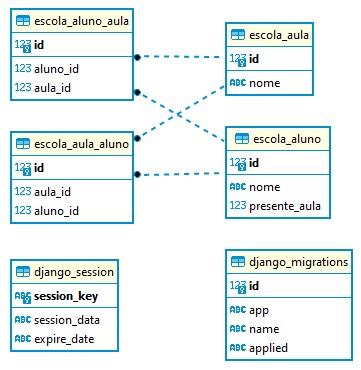 escola_aluno_aula
123 id
123 aluno_id
123 aula_id
escola_aula
123 id
ABC nome
escola_aula_aluno
123 id
123 aula_id
123 aluno_id
escola_aluno
123 id
ABC nome
123 presente_aula
django_session
ABC session_key
ABC session_data
ABC expire_date
django_migrations
123 id
ABC app
ABC name
ABC applied